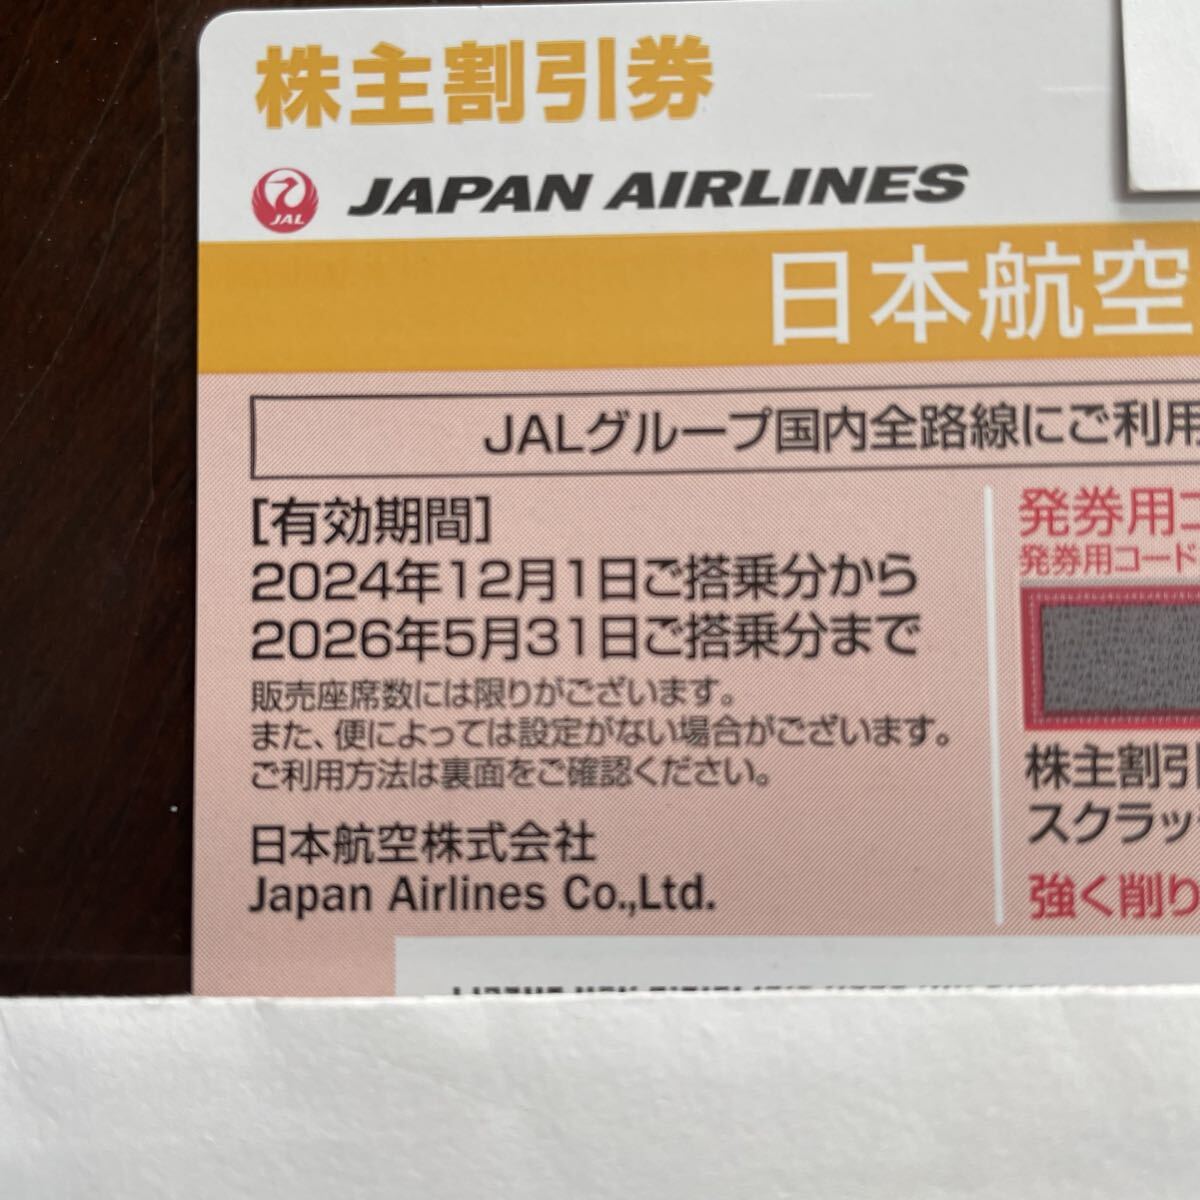 株主割引券
JAL JAPAN AIRLINES
日本航空
JALグループ国内全路線にご利用
[有効期間]
2024年12月1日ご搭乗分から
2026年5月31日ご搭乗分まで
販売座席数には限りがございます。
また、便によっては設定がない場合がございます。
ご利用方法は裏面をご確認ください。
日本航空株式会社
Japan Airlines Co.,Ltd.
発券用コ
発券用コード
株主割引
スクラッ
強く削り